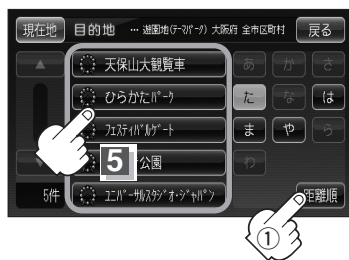 現在地 目的地 … 遊園地(ﾃｰﾏﾊﾟｰｸ) 大阪府 全市区町村 戻る
▲ 天保山大観覧車 あ か さ
ひらかたﾊﾟｰｸ た な は
ﾌｪｽﾃｨﾊﾞﾙｹﾞｰﾄ ま や ら
5 公園 わ
5件 ﾕﾆﾊﾞｰｻﾙｽﾀｼﾞｵ･ｼﾞｬﾊﾟﾝ 距離順
①